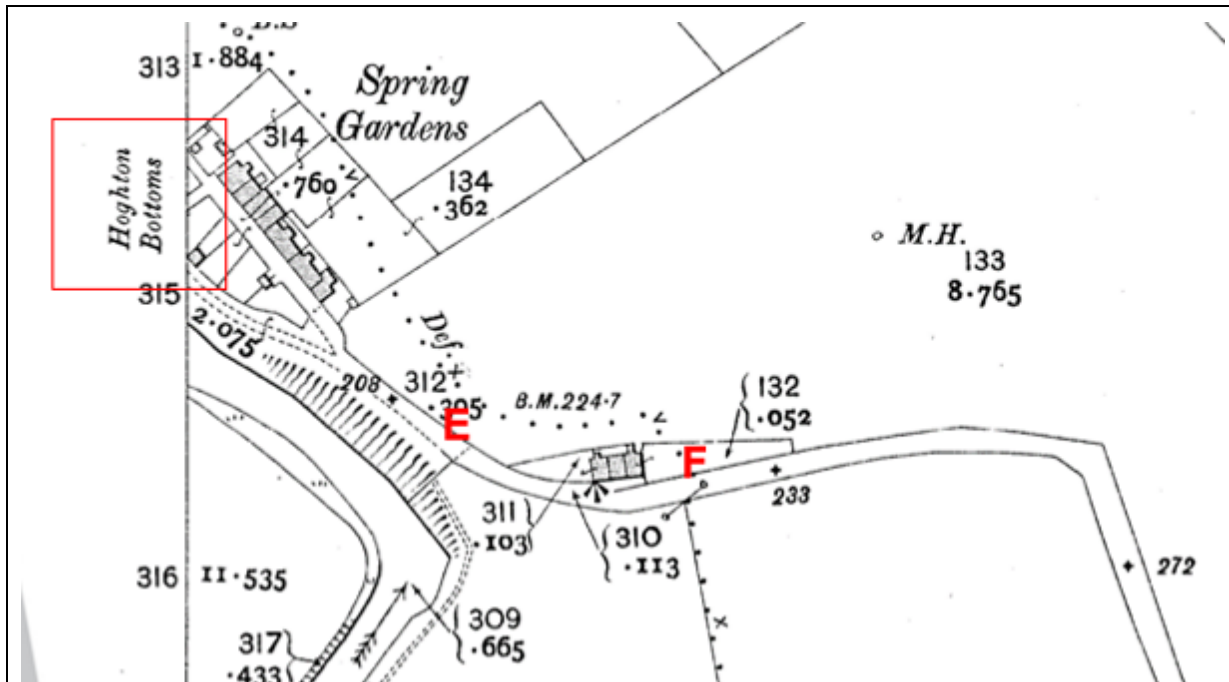 B.S
313
1.884
Spring
Gardens
314
.760
134
.362
Hoghton
Bottoms
V
M.H.
133
8.765
315
2.075
Def.
208
312
.395
E
B.M.224.7
V
132
.052
F
311
.103
310
.113
233
272
316
11.535
309
.665
317
.433